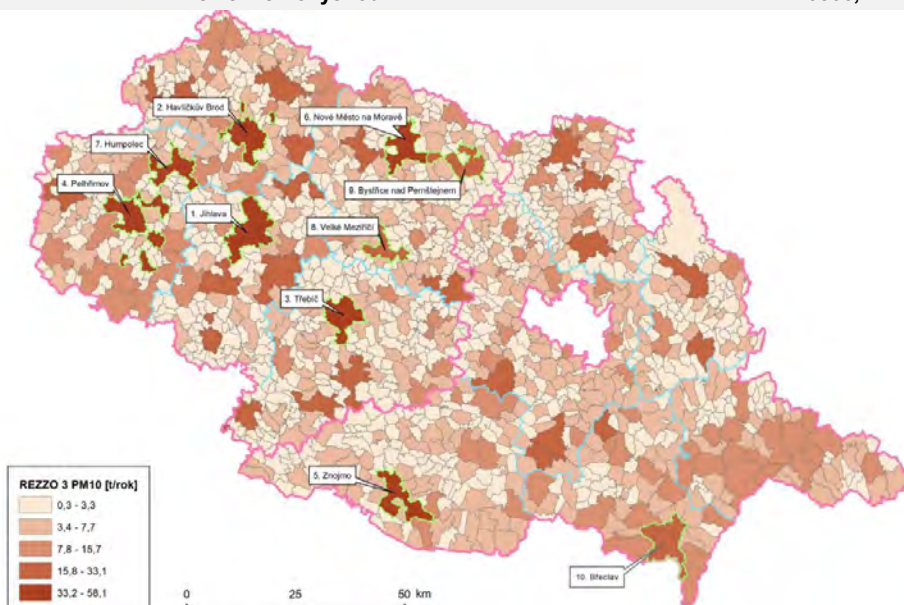 2. Havlíčkův Brod
6. Nové Město na Moravě
7. Humpolec
4. Pelhřimov
9. Bystřice nad Pernštejnem
1. Jihlava
8. Velké Meziříčí
3. Třebíč
5. Znojmo
10. Břeclav
REZZO 3 PM10 [t/rok]
0,3 - 3,3
3,4 - 7,7
7,8 - 15,7
15,8 - 33,1
33,2 - 58,1
0 25 50 km